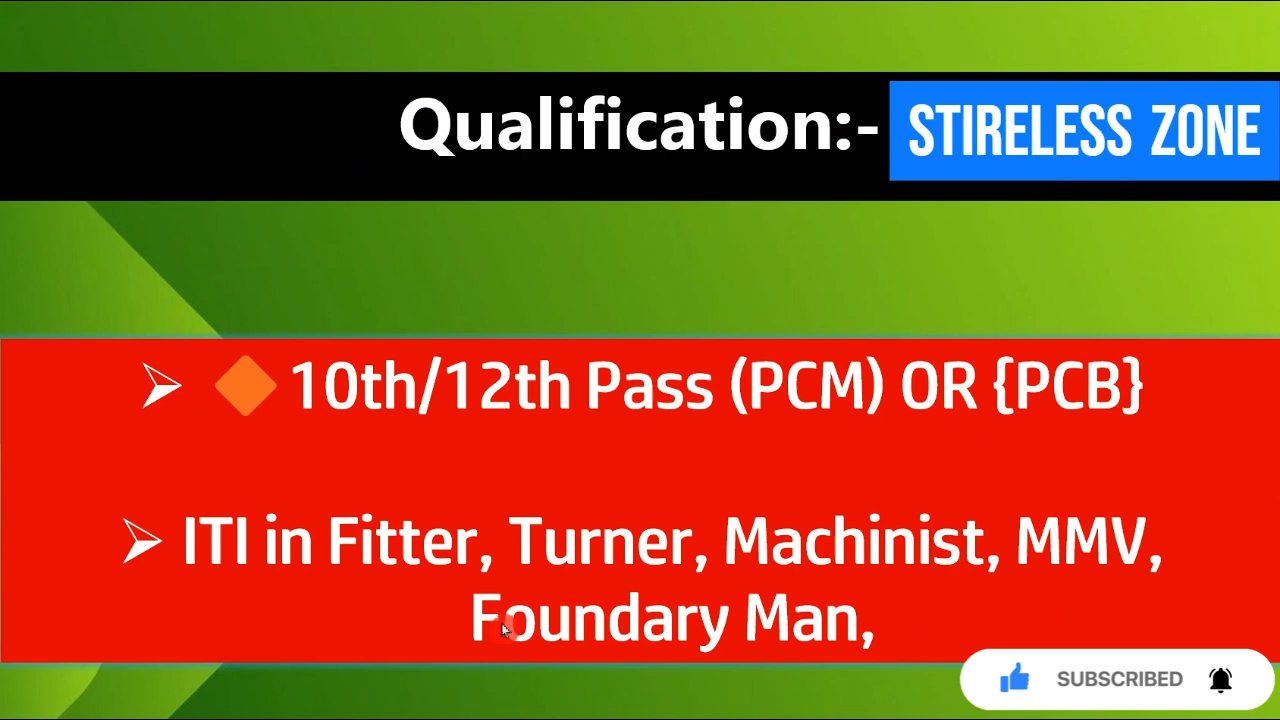 Qualification:- STIRELESS ZONE
➢ 🔶 10th/12th Pass (PCM) OR {PCB}
➢ ITI in Fitter, Turner, Machinist, MMV,
Foundary Man,
SUBSCRIBED